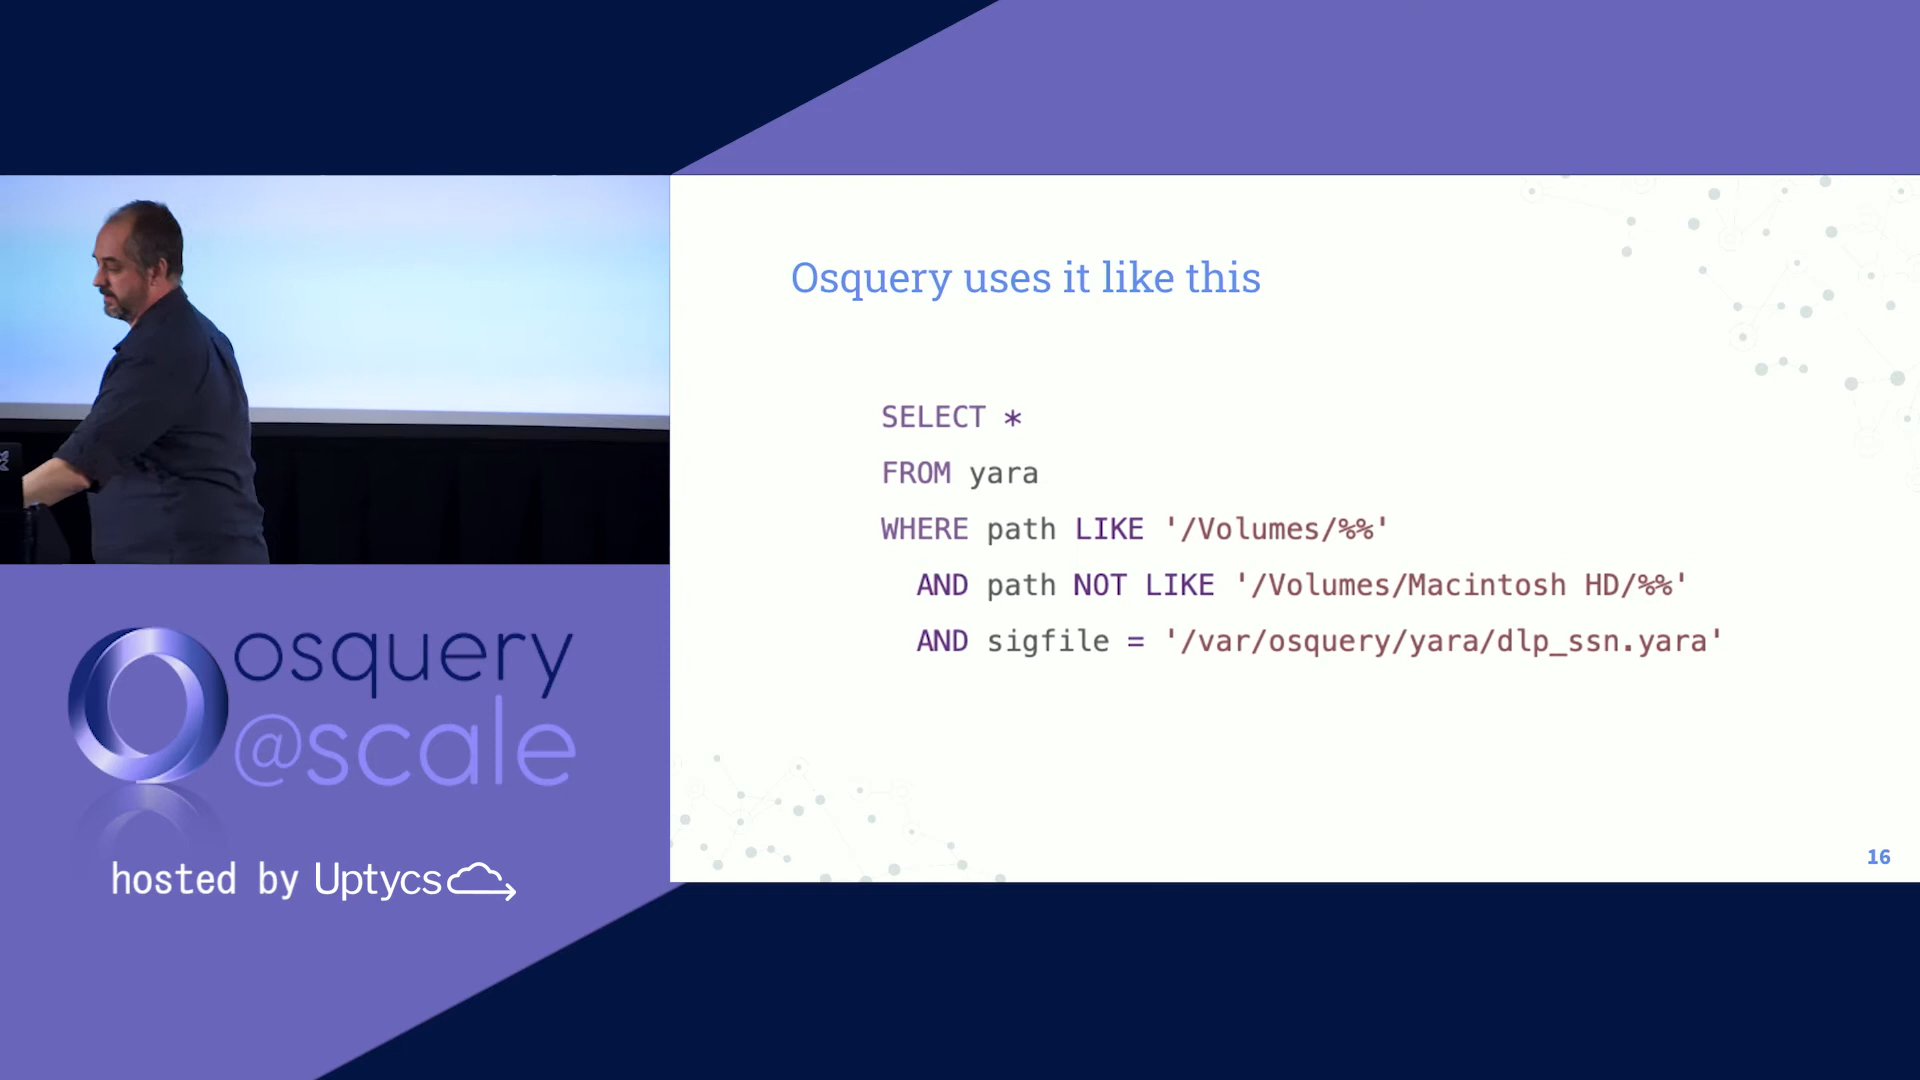 Osquery uses it like this
SELECT *
FROM yara
WHERE path LIKE '/Volumes/%%'
AND path NOT LIKE '/Volumes/Macintosh HD/%%'
AND sigfile = '/var/osquery/yara/dlp_ssn.yara'
16
osquery
@scale
hosted by Uptycs